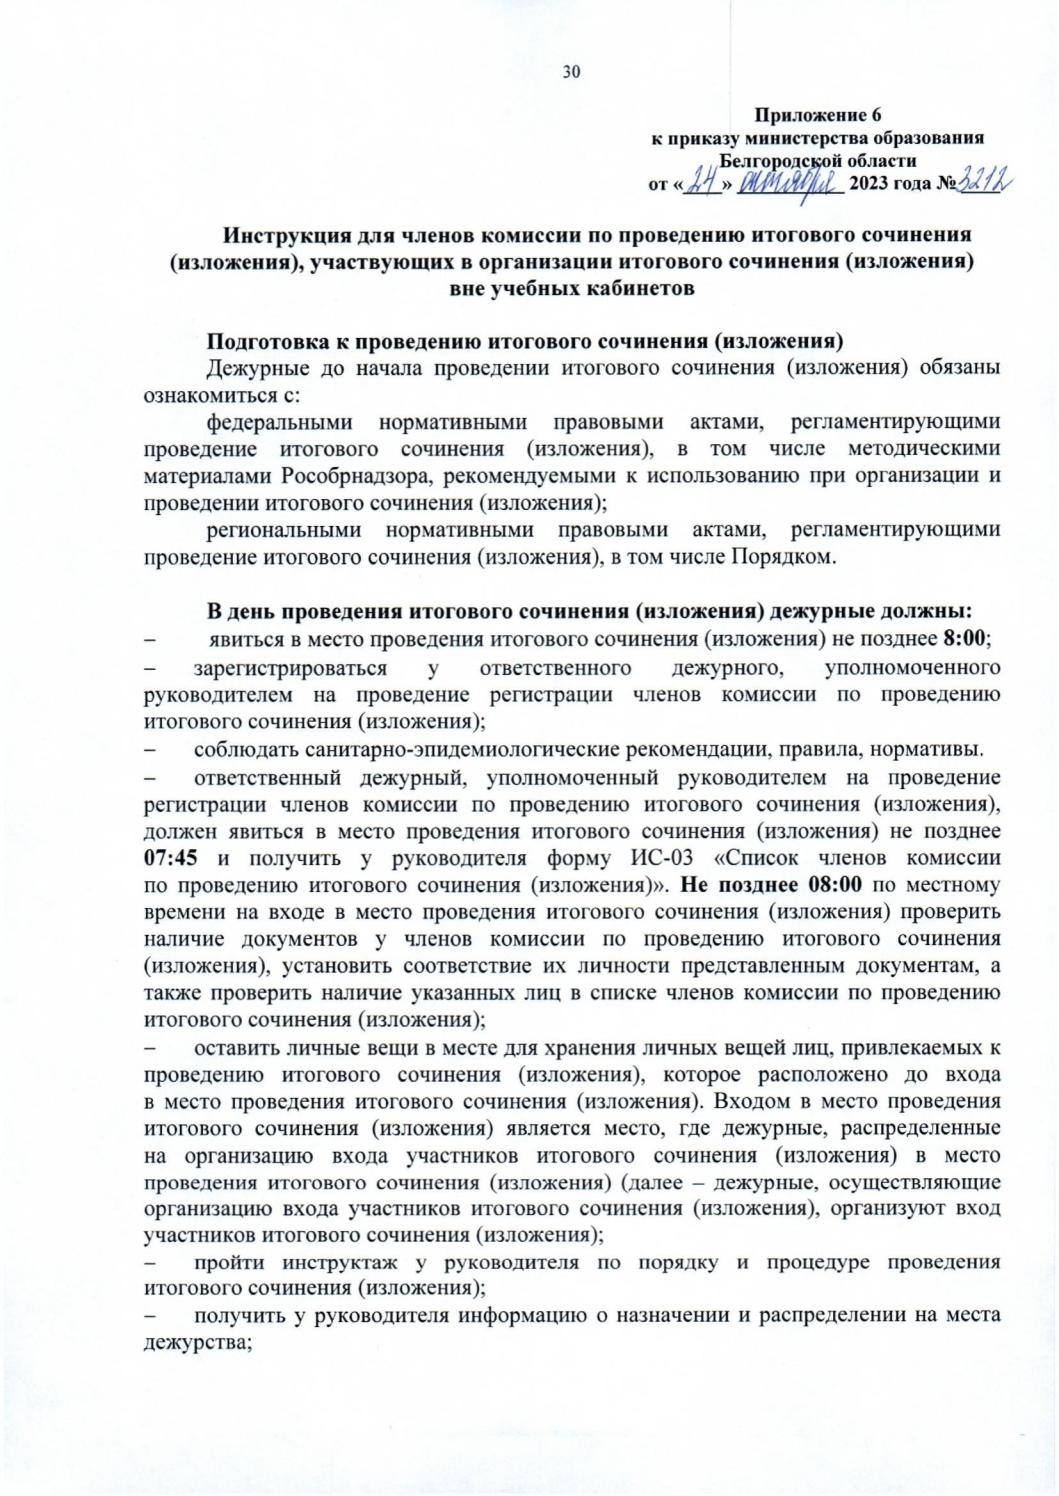 30
Приложение 6
к приказу министерства образования
Белгородской области
от «24» октября 2023 года № 3212
Инструкция для членов комиссии по проведению итогового сочинения
(изложения), участвующих в организации итогового сочинения (изложения)
вне учебных кабинетов
Подготовка к проведению итогового сочинения (изложения)
Дежурные до начала проведении итогового сочинения (изложения) обязаны
ознакомиться с:
федеральными нормативными правовыми актами, регламентирующими
проведение итогового сочинения (изложения), в том числе методическими
материалами Рособрнадзора, рекомендуемыми к использованию при организации и
проведении итогового сочинения (изложения);
региональными нормативными правовыми актами, регламентирующими
проведение итогового сочинения (изложения), в том числе Порядком.
В день проведения итогового сочинения (изложения) дежурные должны:
– явиться в место проведения итогового сочинения (изложения) не позднее 8:00;
– зарегистрироваться у ответственного дежурного, уполномоченного
руководителем на проведение регистрации членов комиссии по проведению
итогового сочинения (изложения);
– соблюдать санитарно-эпидемиологические рекомендации, правила, нормативы.
– ответственный дежурный, уполномоченный руководителем на проведение
регистрации членов комиссии по проведению итогового сочинения (изложения),
должен явиться в место проведения итогового сочинения (изложения) не позднее
07:45 и получить у руководителя форму ИС-03 «Список членов комиссии
по проведению итогового сочинения (изложения)». Не позднее 08:00 по местному
времени на входе в место проведения итогового сочинения (изложения) проверить
наличие документов у членов комиссии по проведению итогового сочинения
(изложения), установить соответствие их личности представленным документам, а
также проверить наличие указанных лиц в списке членов комиссии по проведению
итогового сочинения (изложения);
– оставить личные вещи в месте для хранения личных вещей лиц, привлекаемых к
проведению итогового сочинения (изложения), которое расположено до входа
в место проведения итогового сочинения (изложения). Входом в место проведения
итогового сочинения (изложения) является место, где дежурные, распределенные
на организацию входа участников итогового сочинения (изложения) в место
проведения итогового сочинения (изложения) (далее – дежурные, осуществляющие
организацию входа участников итогового сочинения (изложения), организуют вход
участников итогового сочинения (изложения);
– пройти инструктаж у руководителя по порядку и процедуре проведения
итогового сочинения (изложения);
– получить у руководителя информацию о назначении и распределении на места
дежурства;